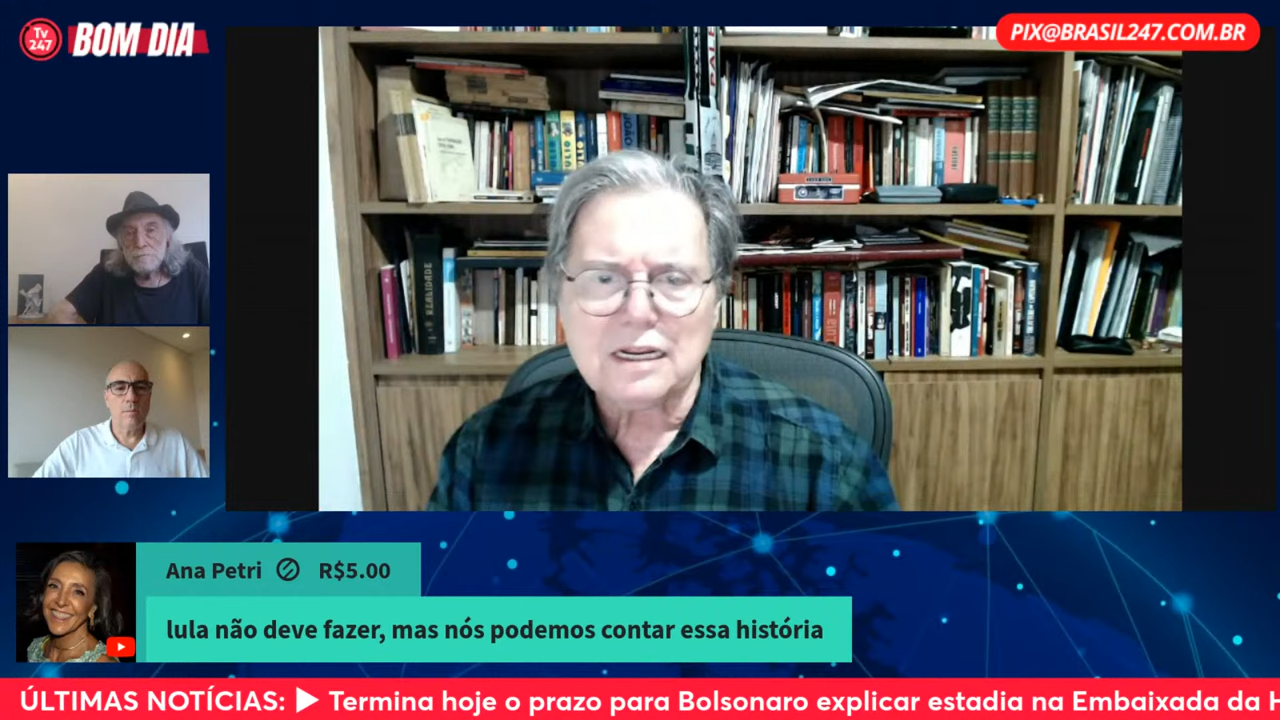 Tv 247
BOM DIA
PIX@BRASIL247.COM.BR
REALIDADE
Ana Petri R$5.00
lula não deve fazer, mas nós podemos contar essa história
ÚLTIMAS NOTÍCIAS: ▶ Termina hoje o prazo para Bolsonaro explicar estadia na Embaixada da H